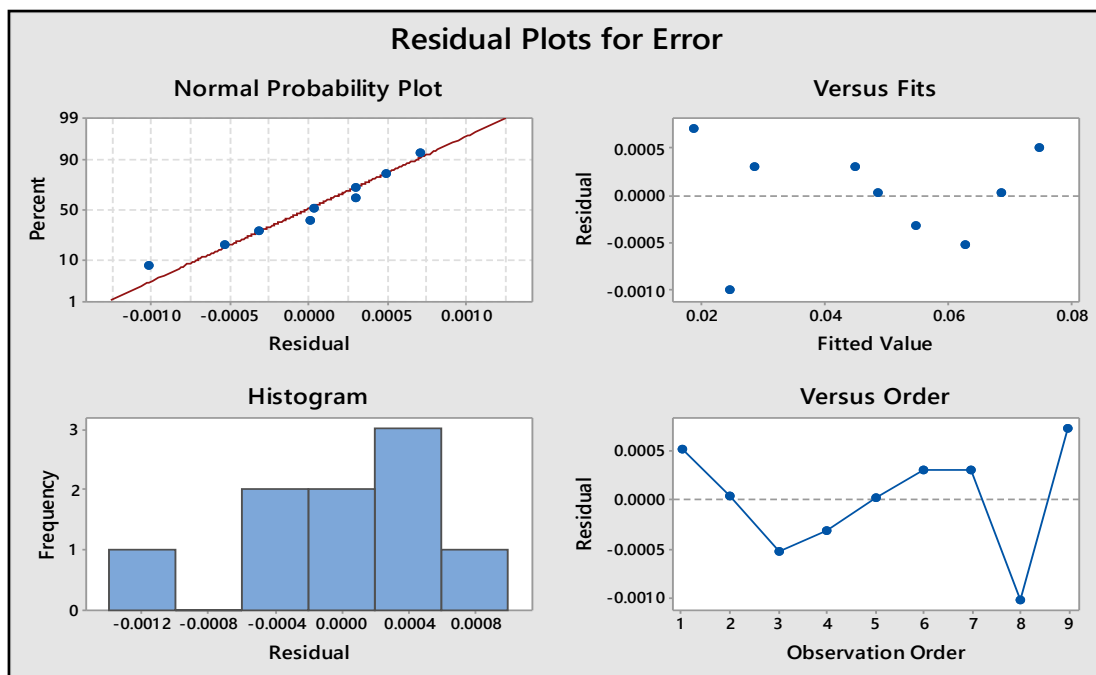 Residual Plots for Error
Normal Probability Plot
99
90
50
10
1
Percent
-0.0010 -0.0005 0.0000 0.0005 0.0010
Residual
Versus Fits
0.0005
0.0000
-0.0005
-0.0010
Residual
0.02 0.04 0.06 0.08
Fitted Value
Histogram
3
2
1
0
Frequency
-0.0012 -0.0008 -0.0004 0.0000 0.0004 0.0008
Residual
Versus Order
0.0005
0.0000
-0.0005
-0.0010
Residual
1 2 3 4 5 6 7 8 9
Observation Order